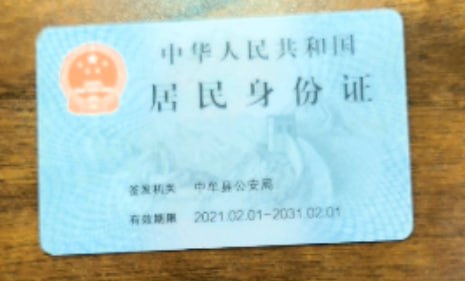 中华人民共和国
居民身份证
签发机关 中牟县公安局
有效期限 2021.02.01-2031.02.01